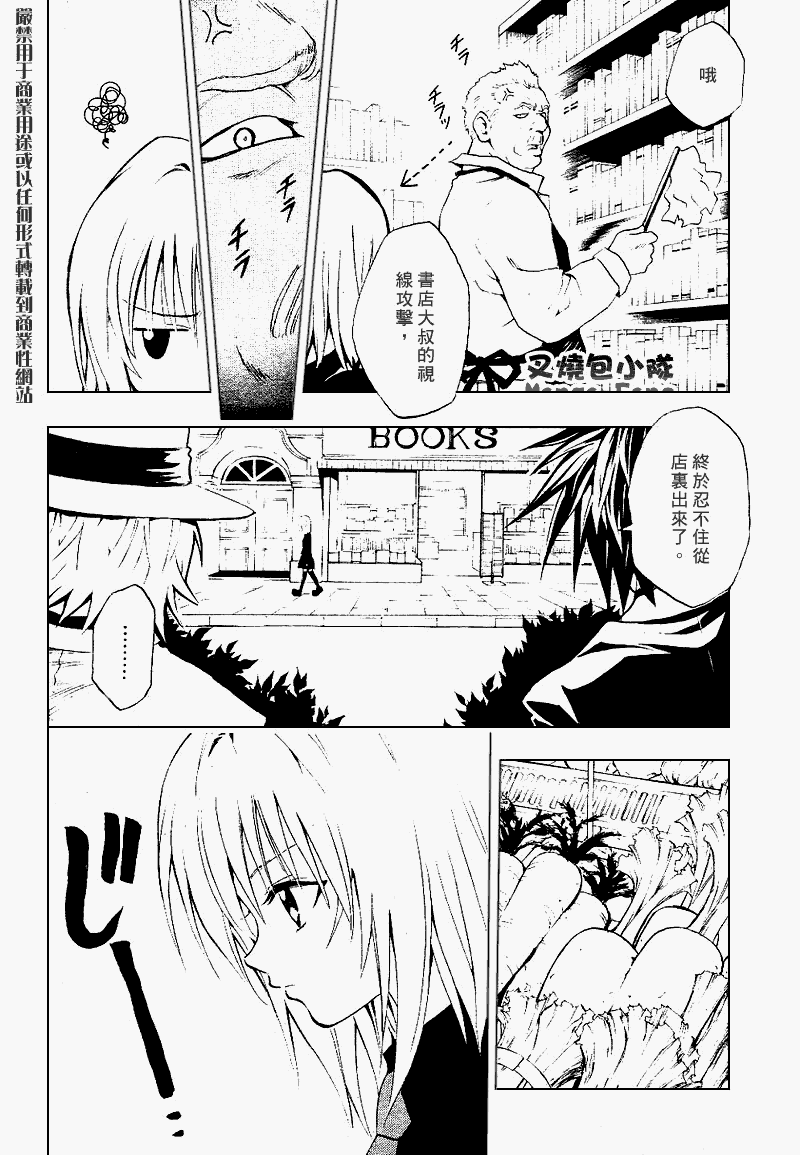 哦
チラ
チラッ
チラ
チラ
書店大叔的視
線攻擊，
叉燒包小隊
BOOKS
終於忍不住從
店裏出來了。
………
じーー
嚴禁用于商業用途或以任何形式轉載到商業性網站